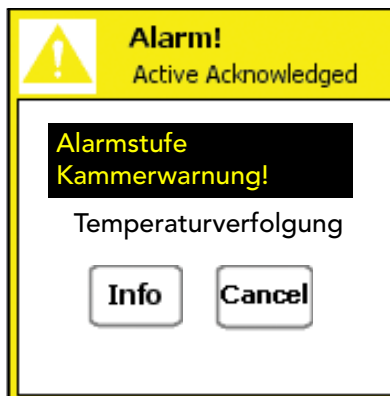 Alarm!
Active Acknowledged
Alarmstufe
Kammerwarnung!
Temperaturverfolgung
Info Cancel